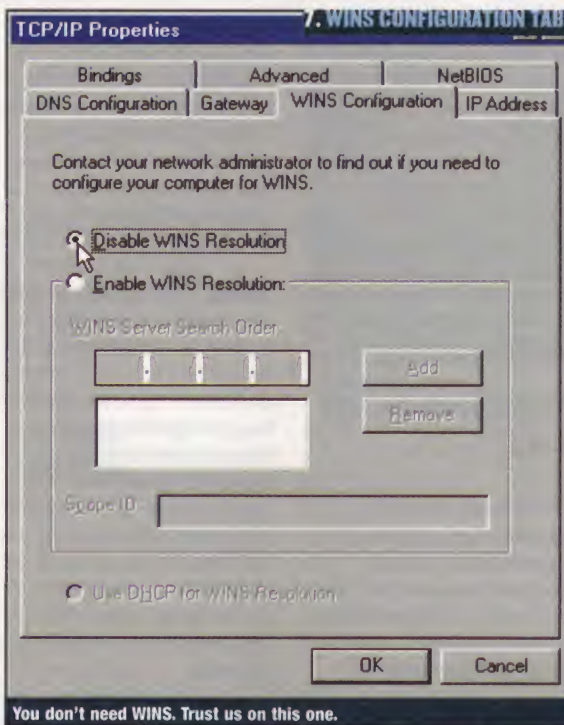 7. WINS CONFIGURATION TAB
TCP/IP Properties
Bindings
Advanced
NetBIOS
DNS Configuration
Gateway
WINS Configuration
IP Address
Contact your network administrator to find out if you need to
configure your computer for WINS.
Disable WINS Resolution
Enable WINS Resolution:
WINS Server Search Order:
Add
Remove
Scope ID:
Use DHCP for WINS Resolution
OK
Cancel
You don't need WINS. Trust us on this one.